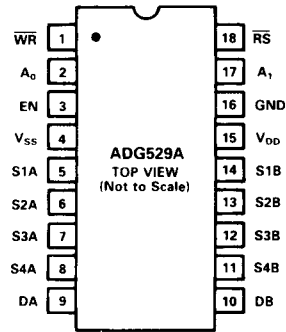 WR 1 18 RS
A₀ 2 17 A₁
EN 3 16 GND
V_SS 4 15 V_DD
ADG529A
TOP VIEW
(Not to Scale)
S1A 5 14 S1B
S2A 6 13 S2B
S3A 7 12 S3B
S4A 8 11 S4B
DA 9 10 DB